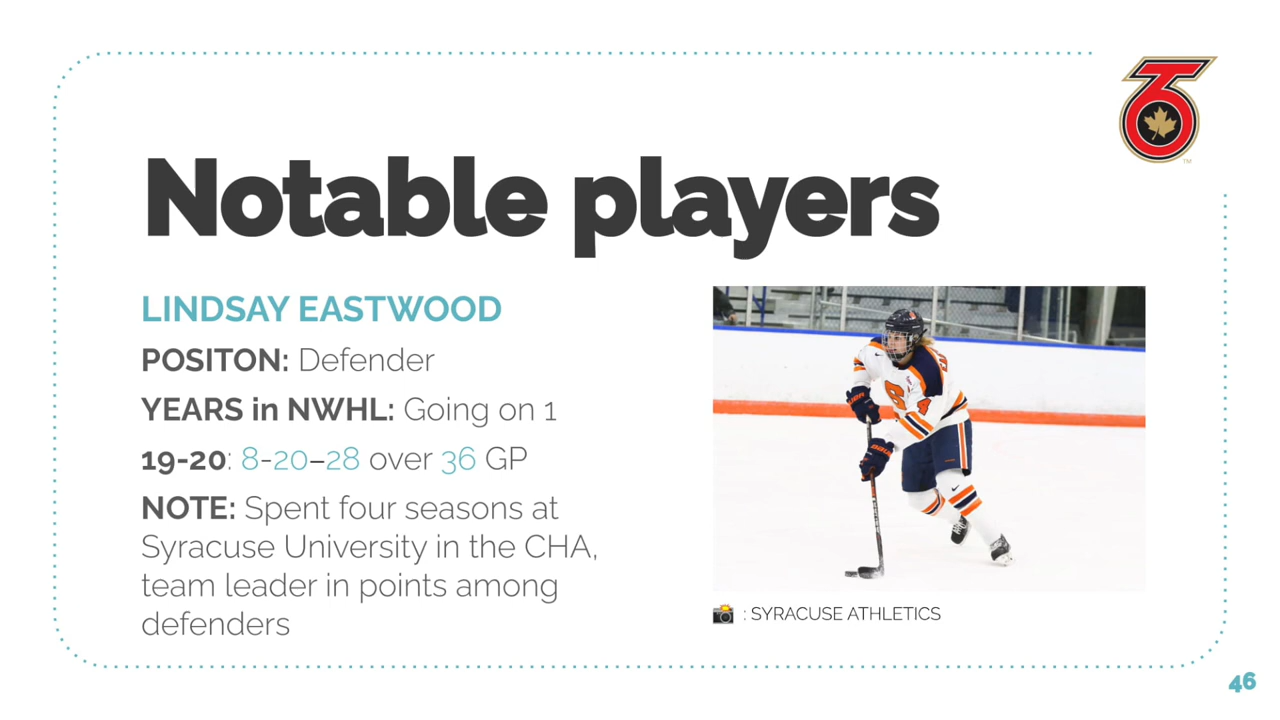 Notable players
LINDSAY EASTWOOD
POSITON: Defender
YEARS in NWHL: Going on 1
19-20: 8-20–28 over 36 GP
NOTE: Spent four seasons at
Syracuse University in the CHA,
team leader in points among
defenders
: SYRACUSE ATHLETICS
46